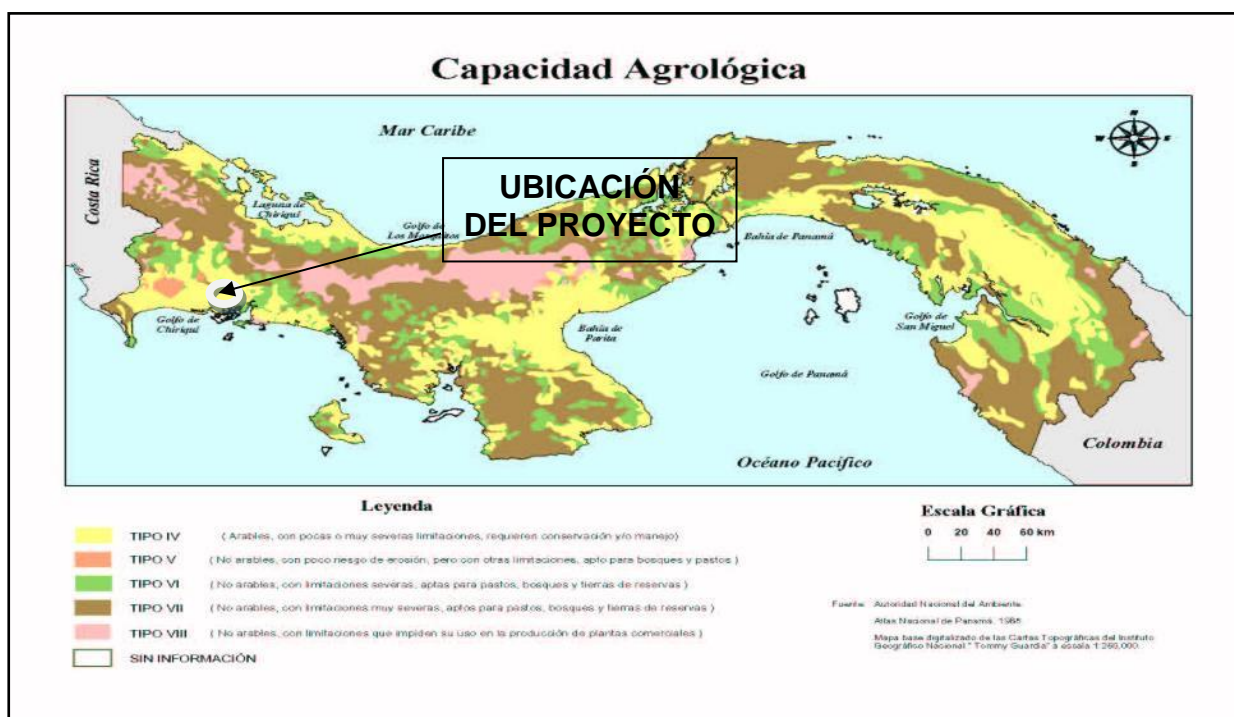 Capacidad Agrológica
Mar Caribe
Costa Rica
UBICACIÓN
DEL PROYECTO
Laguna de
Chiriquí
Golfo de
Los Mosquitos
Bahía de Panamá
Golfo de
Chiriquí
Bahía de
Parita
Golfo de
San Miguel
Golfo de Panamá
Colombia
Océano Pacífico
Leyenda
TIPO IV ( Arables, con pocas o muy severas limitaciones, requieren conservación y/o manejo)
TIPO V ( No arables, con poco riesgo de erosión, pero con otras limitaciones, apto para bosques y pastos )
TIPO VI ( No arables, con limitaciones severas, aptas para pastos, bosques y tierras de reservas )
TIPO VII ( No arables, con limitaciones muy severas, aptos para pastos, bosques y tierras de reservas )
TIPO VIII ( No arables, con limitaciones que impiden su uso en la producción de plantas comerciales )
SIN INFORMACIÓN
Escala Gráfica
0 20 40 60 km
Fuente: Autoridad Nacional del Ambiente.
Atlas Nacional de Panamá,
Mapa base digitalizado de las Cartas Topográficas del Instituto
Geográfico Nacional " Tommy Guardia" a escala